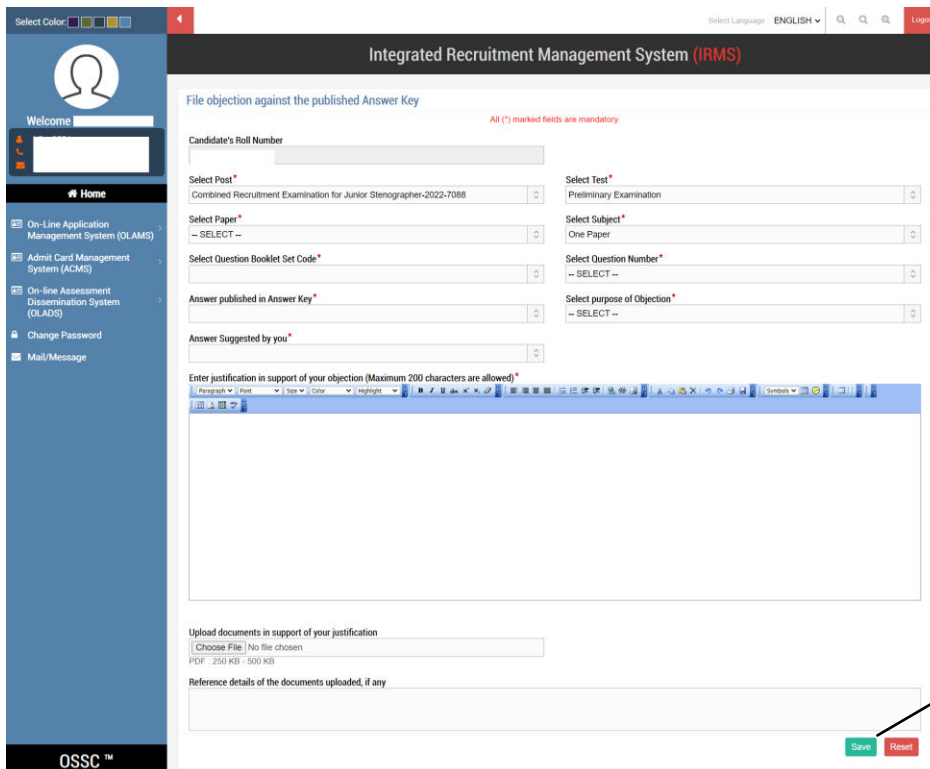 Select Color:
Select Language : ENGLISH
Logo
Integrated Recruitment Management System (IRMS)
Welcome
Home
On-Line Application
Management System (OLAMS)
Admit Card Management
System (ACMS)
On-line Assessment
Dissemination System
(OLADS)
Change Password
Mail/Message
OSSC ™
File objection against the published Answer Key
All (*) marked fields are mandatory.
Candidate's Roll Number
Select Post*
Select Test*
Combined Recruitment Examination for Junior Stenographer-2022-7088
Preliminary Examination
Select Paper*
Select Subject*
-- SELECT --
One Paper
Select Question Booklet Set Code*
Select Question Number*
-- SELECT --
Answer published in Answer Key*
Select purpose of Objection*
-- SELECT --
Answer Suggested by you*
Enter justification in support of your objection (Maximum 200 characters are allowed)*
Paragraph Font Size Color Highlight B I U abc Symbols
Upload documents in support of your justification
Choose File No file chosen
PDF : 250 KB - 500 KB
Reference details of the documents uploaded, if any
Save Reset